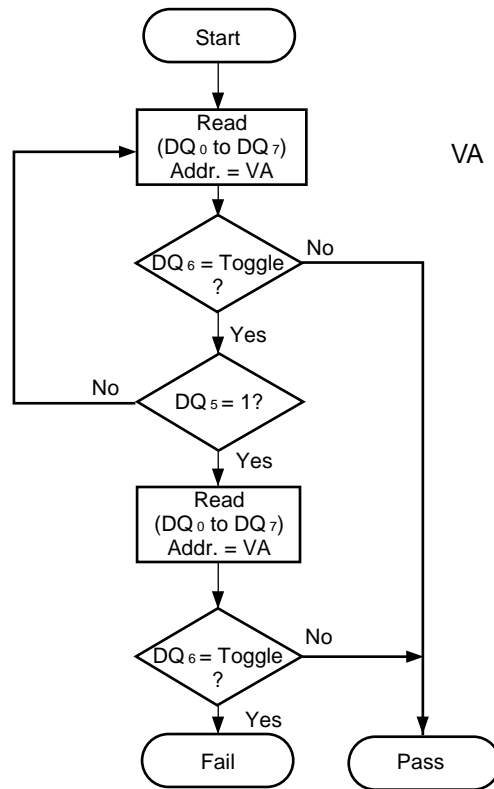 Start
Read
(DQ0 to DQ7)
Addr. = VA
VA
DQ6 = Toggle
?
No
Yes
No
DQ5 = 1?
Yes
Read
(DQ0 to DQ7)
Addr. = VA
DQ6 = Toggle
?
No
Yes
Fail
Pass